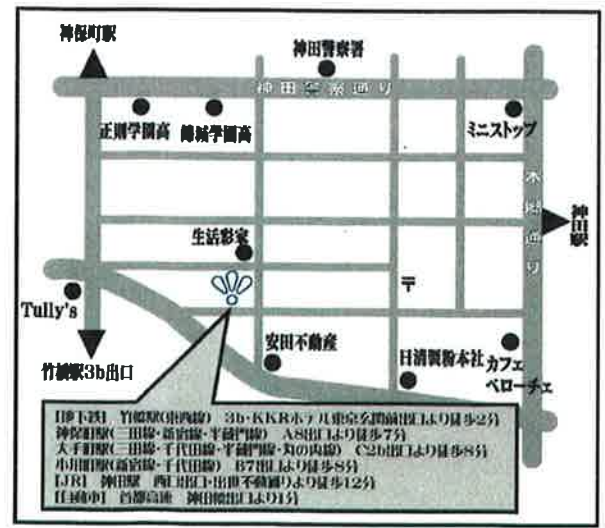 神保町駅
神田警察署
神田警察通り
正則学園高
錦城学園高
ミニストップ
本郷通り
神田駅
生活彩家
〒
Tully's
竹橋駅3b出口
安田不動産
日清製粉本社
カフェ
ベローチェ
[地下鉄] 竹橋駅(東西線) 3b・KKRホテル東京玄関前出口より徒歩2分
神保町駅(三田線・新宿線・半蔵門線) A8出口より徒歩7分
大手町駅(三田線・千代田線・半蔵門線・丸の内線) C2b出口より徒歩8分
小川町駅(新宿線・千代田線) B7出口より徒歩8分
[JR] 神田駅 西口出口・出世不動通りより徒歩12分
[自動車] 首都高速 神田橋出口より1分